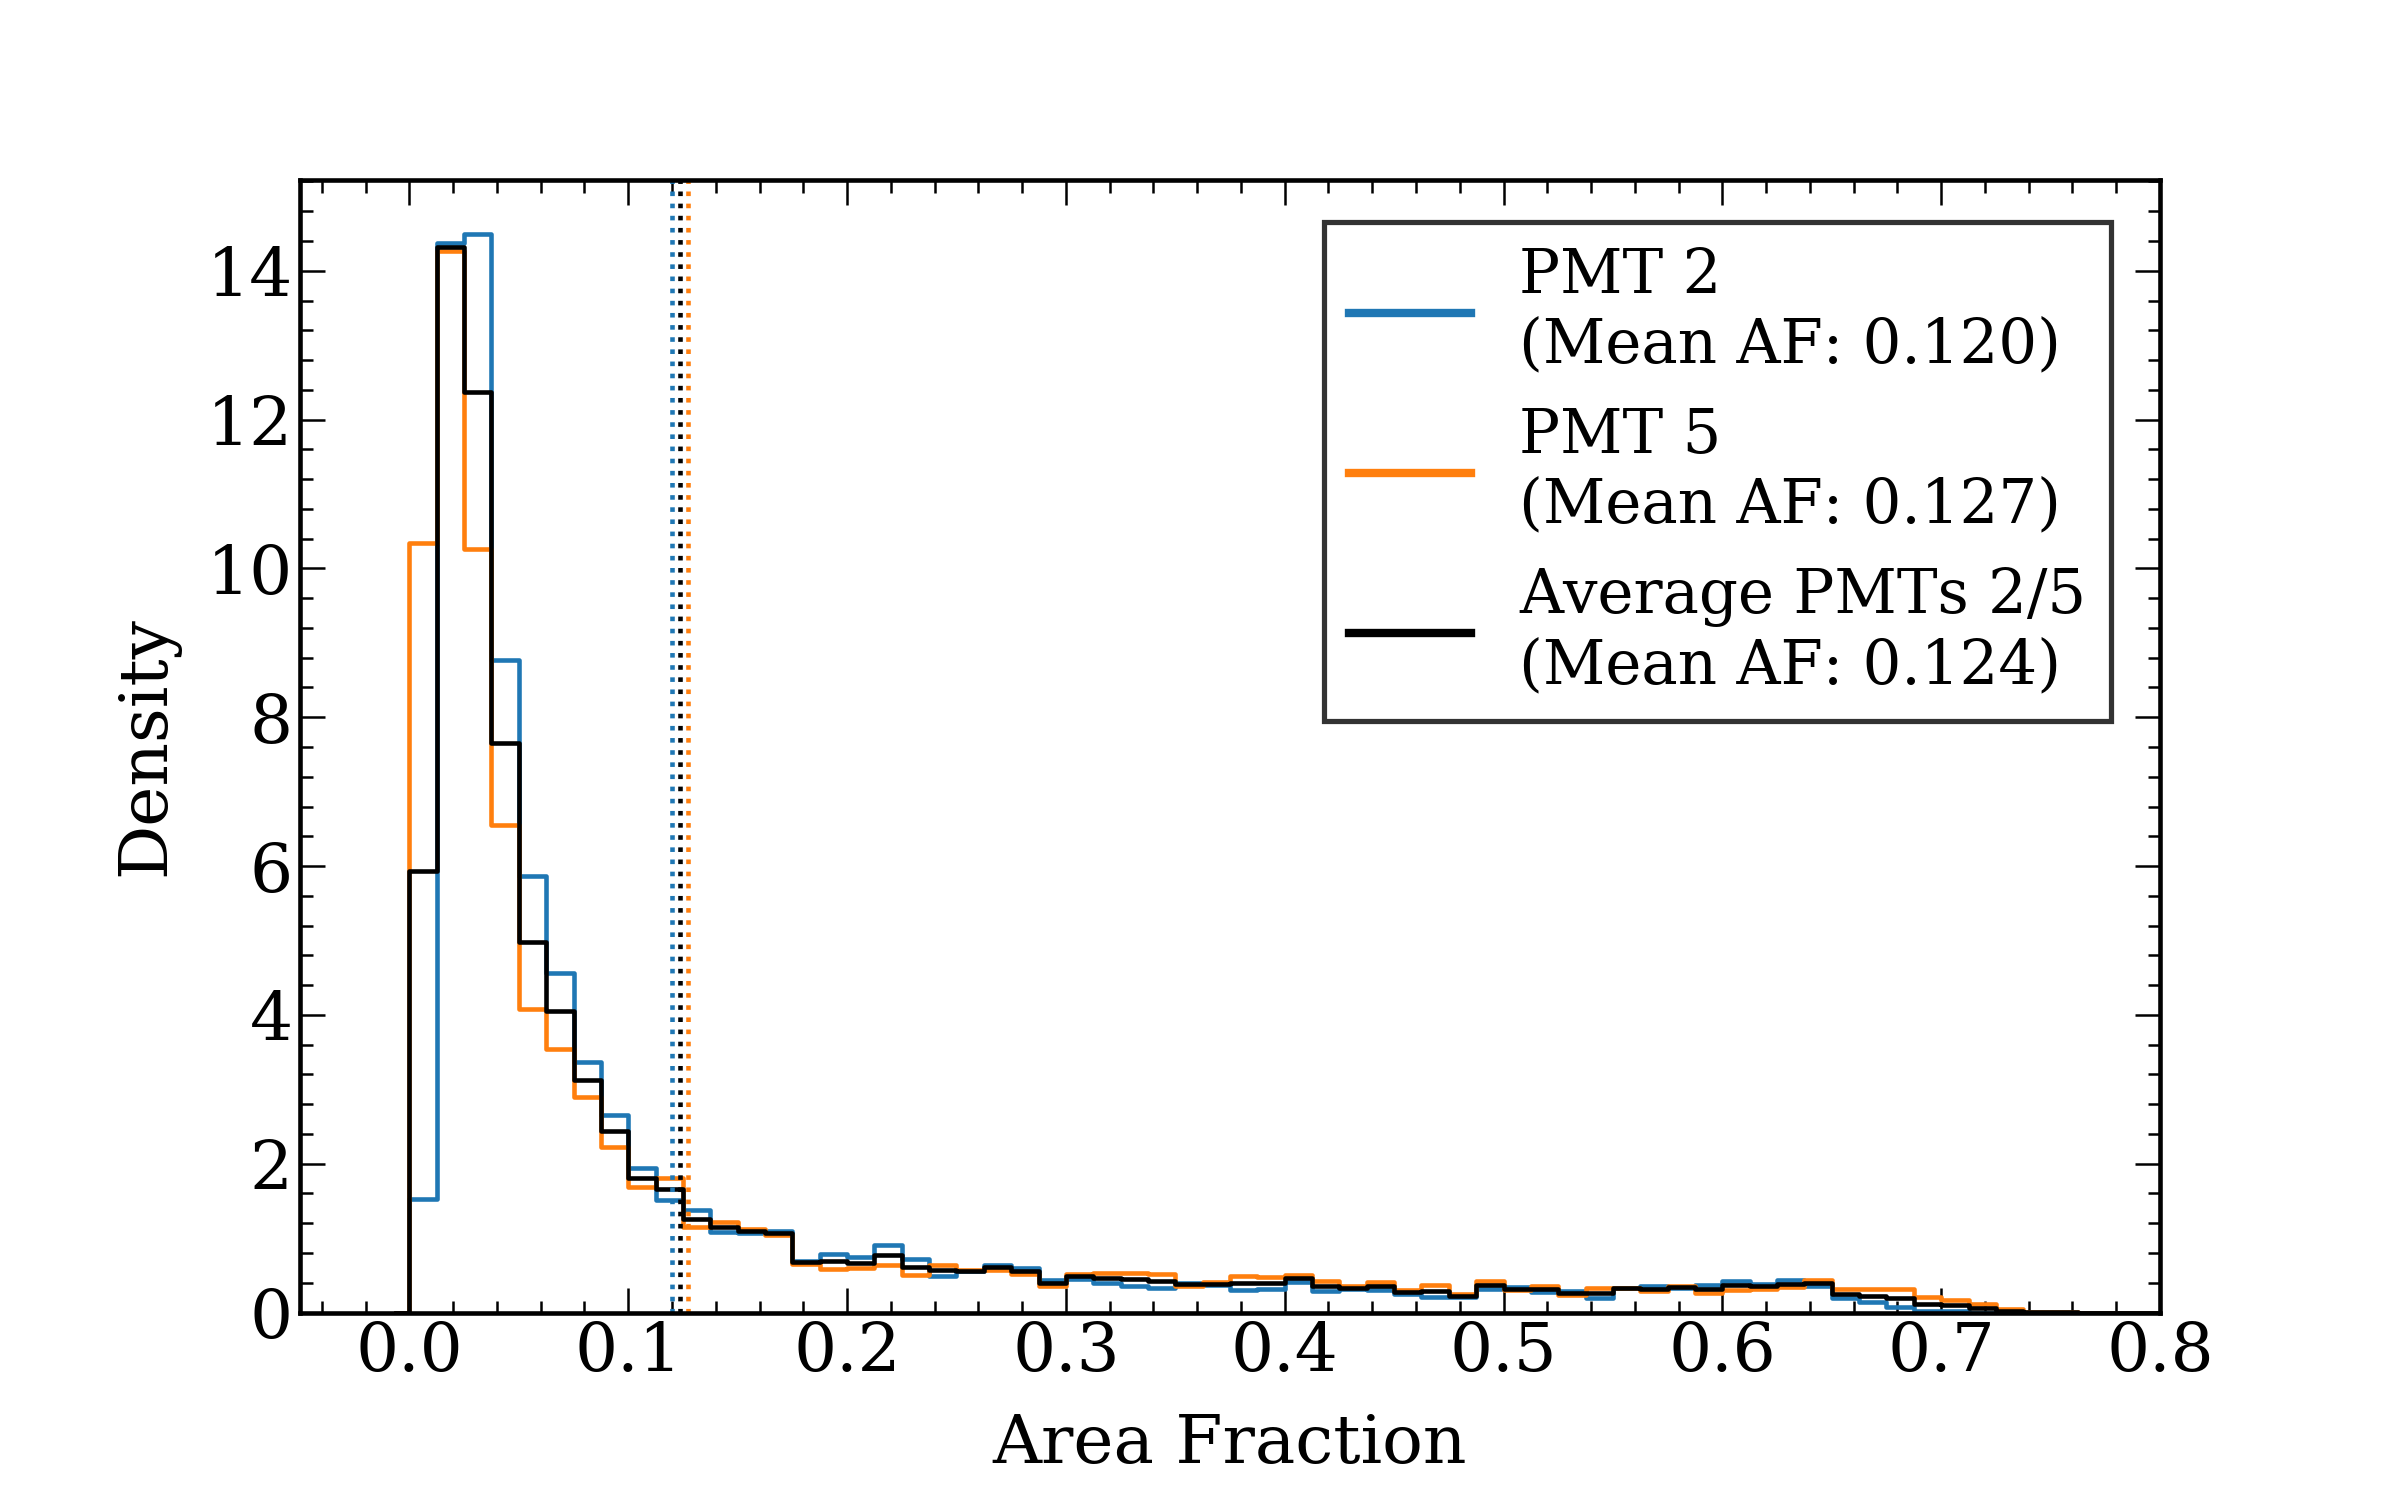 PMT 2
(Mean AF: 0.120)
PMT 5
(Mean AF: 0.127)
Average PMTs 2/5
(Mean AF: 0.124)
14
12
10
8
6
4
2
0
Density
0.0 0.1 0.2 0.3 0.4 0.5 0.6 0.7 0.8
Area Fraction